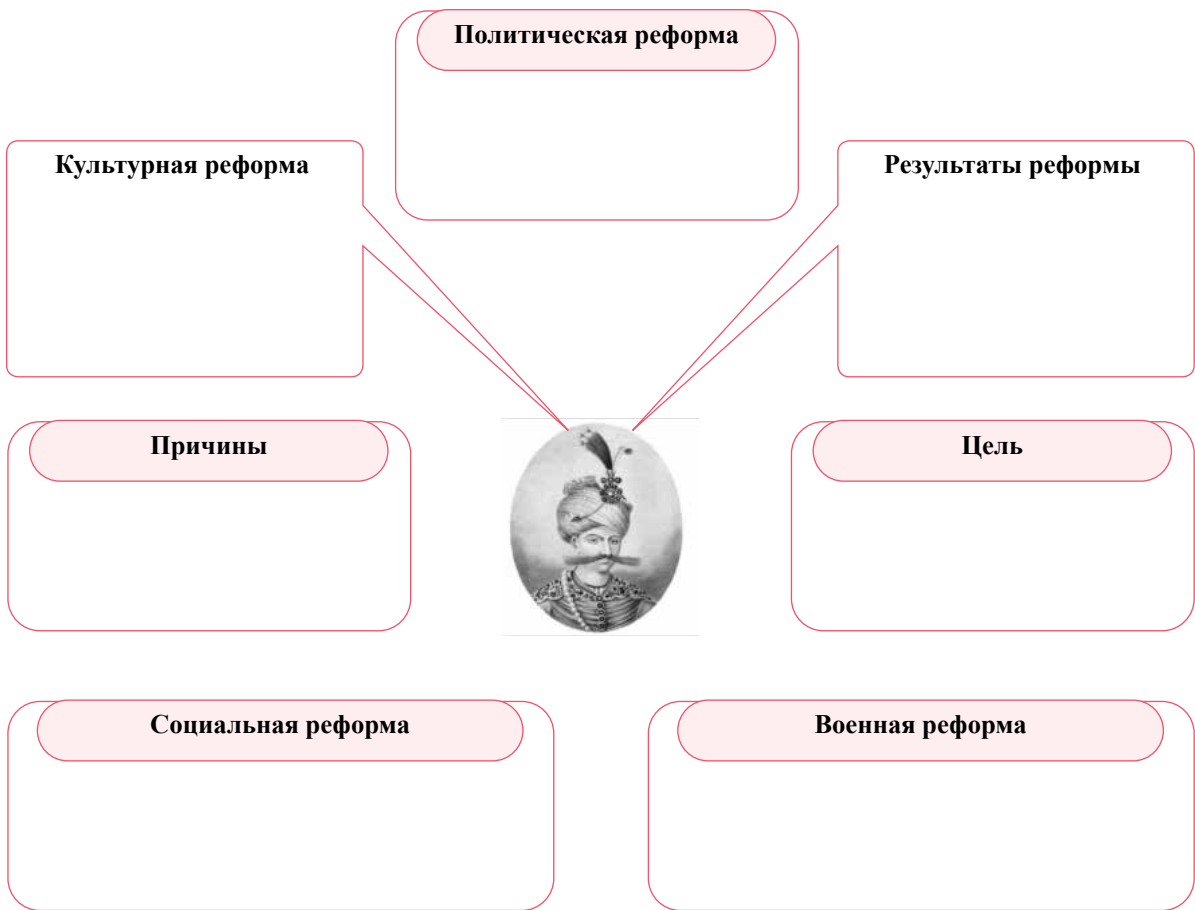 Политическая реформа
Культурная реформа
Результаты реформы
Причины
Цель
Социальная реформа
Военная реформа